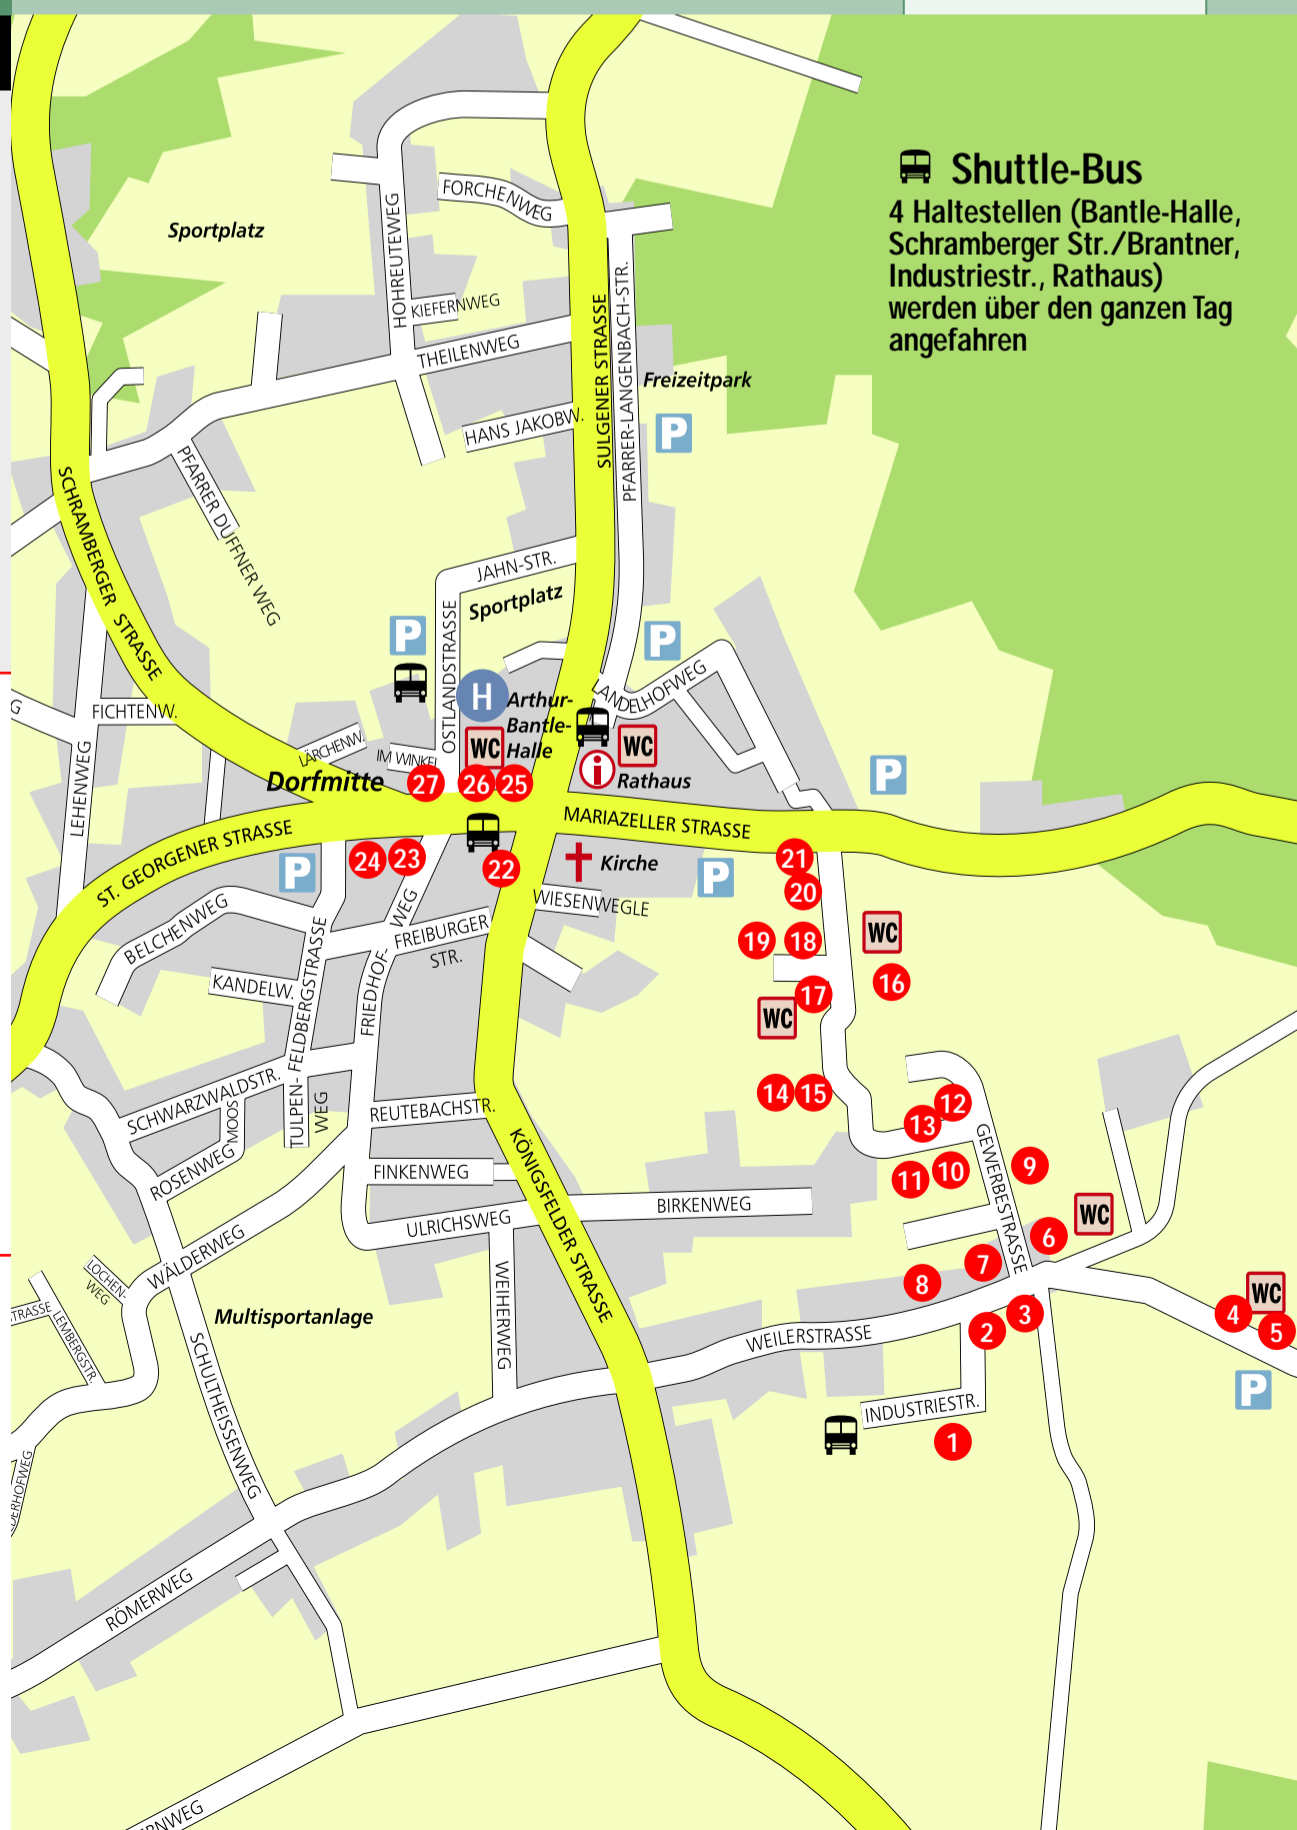 Shuttle-Bus
4 Haltestellen (Bantle-Halle,
Schramberger Str./Brantner,
Industriestr., Rathaus)
werden über den ganzen Tag
angefahren
Sportplatz
HOHREUTEWEG
FORCHENWEG
KIEFERNWEG
THEILENWEG
HANS JAKOBW.
SULGENER STRASSE
PFARRER-LANGENBACH-STR.
Freizeitpark
P
SCHRAMBERGER STRASSE
PFARRER DUFFNER WEG
JAHN-STR.
Sportplatz
OSTLANDSTRASSE
P
P
LANDELHOFWEG
H
Arthur-
Bantle-
Halle
WC
WC
i
Rathaus
G
FICHTENW.
LEHENWEG
LÄRCHENW.
IM WINKEL
Dorfmitte
27
26
25
P
MARIAZELLER STRASSE
ST. GEORGENER STRASSE
P
24
23
22
Kirche
P
21
20
WIESENWEGLE
BELCHENWEG
FREIBURGER
STR.
FRIEDHOF-
WEG
KANDELW.
FELDBERGSTRASSE
19
18
WC
16
17
WC
14
15
SCHWARZWALDSTR.
MOOS
TULPEN-
WEG
ROSENWEG
REUTEBACHSTR.
FINKENWEG
ULRICHSWEG
BIRKENWEG
KÖNIGSFELDER STRASSE
12
13
GEWERBESTRASSE
11
10
9
WC
6
7
8
WÄLDERWEG
LOCHEN-
WEG
TRASSE
LEMBERGSTR.
Multisportanlage
WEIHERWEG
WEILERSTRASSE
2
3
4
WC
5
P
SCHULTHEISSENWEG
INDUSTRIESTR.
1
DERHOFWEG
RÖMERWEG
RNWEG